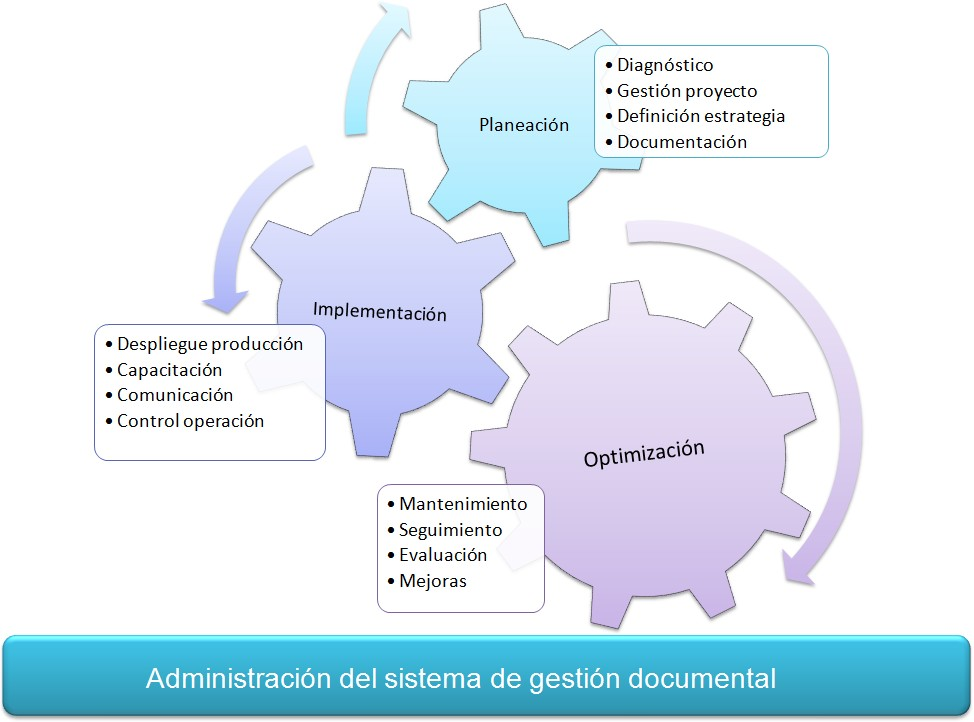 Planeación
• Diagnóstico
• Gestión proyecto
• Definición estrategia
• Documentación
Implementación
• Despliegue producción
• Capacitación
• Comunicación
• Control operación
Optimización
• Mantenimiento
• Seguimiento
• Evaluación
• Mejoras
Administración del sistema de gestión documental